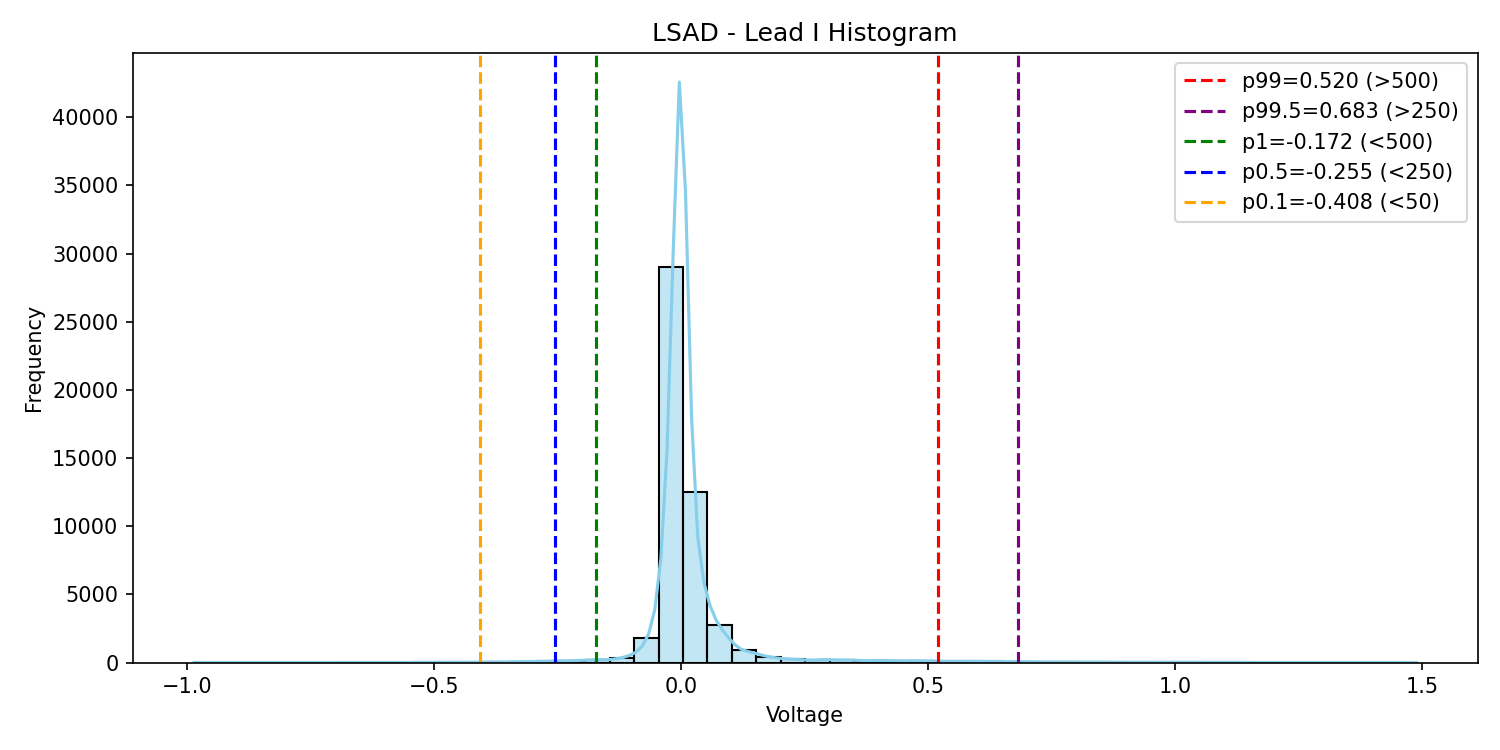 LSAD - Lead I Histogram
p99=0.520 (>500)
p99.5=0.683 (>250)
p1=-0.172 (<500)
p0.5=-0.255 (<250)
p0.1=-0.408 (<50)
Frequency
40000
35000
30000
25000
20000
15000
10000
5000
0
−1.0 −0.5 0.0 0.5 1.0 1.5
Voltage